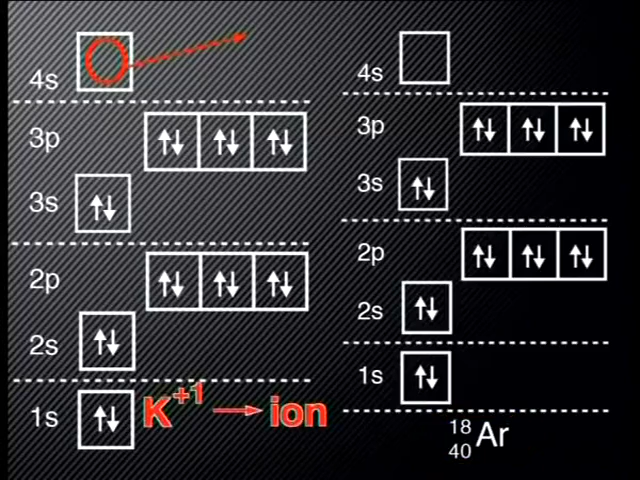 4s
3p
↑↓ ↑↓ ↑↓
3s ↑↓
2p
↑↓ ↑↓ ↑↓
2s ↑↓
1s ↑↓ K+1 → ion
4s
3p
↑↓ ↑↓ ↑↓
3s ↑↓
2p
↑↓ ↑↓ ↑↓
2s ↑↓
1s ↑↓
18
40 Ar